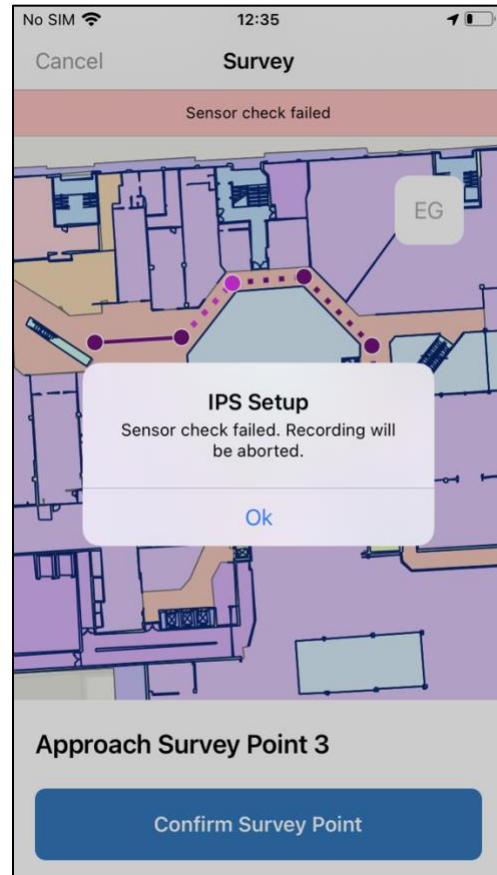 No SIM 12:35
Cancel Survey
Sensor check failed
EG
IPS Setup
Sensor check failed. Recording will
be aborted.
Ok
Approach Survey Point 3
Confirm Survey Point